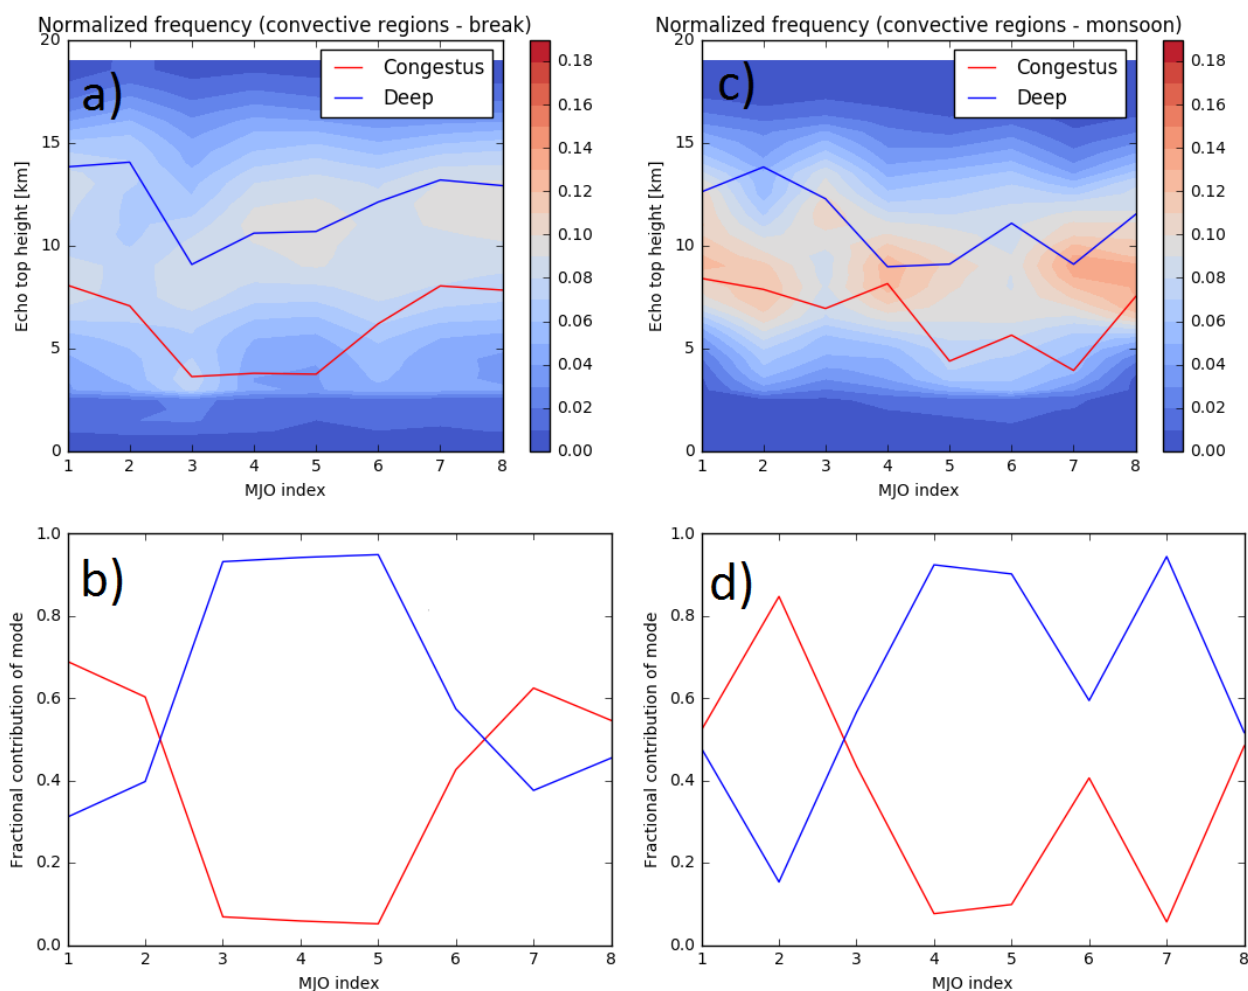 Normalized frequency (convective regions - break)
20
15
10
5
0
Echo top height [km]
a)
Congestus
Deep
1 2 3 4 5 6 7 8
MJO index
0.18
0.16
0.14
0.12
0.10
0.08
0.06
0.04
0.02
0.00
Normalized frequency (convective regions - monsoon)
20
15
10
5
0
Echo top height [km]
c)
Congestus
Deep
1 2 3 4 5 6 7 8
MJO index
0.18
0.16
0.14
0.12
0.10
0.08
0.06
0.04
0.02
0.00
1.0
0.8
0.6
0.4
0.2
0.0
Fractional contribution of mode
b)
1 2 3 4 5 6 7 8
MJO index
1.0
0.8
0.6
0.4
0.2
0.0
Fractional contribution of mode
d)
1 2 3 4 5 6 7 8
MJO index